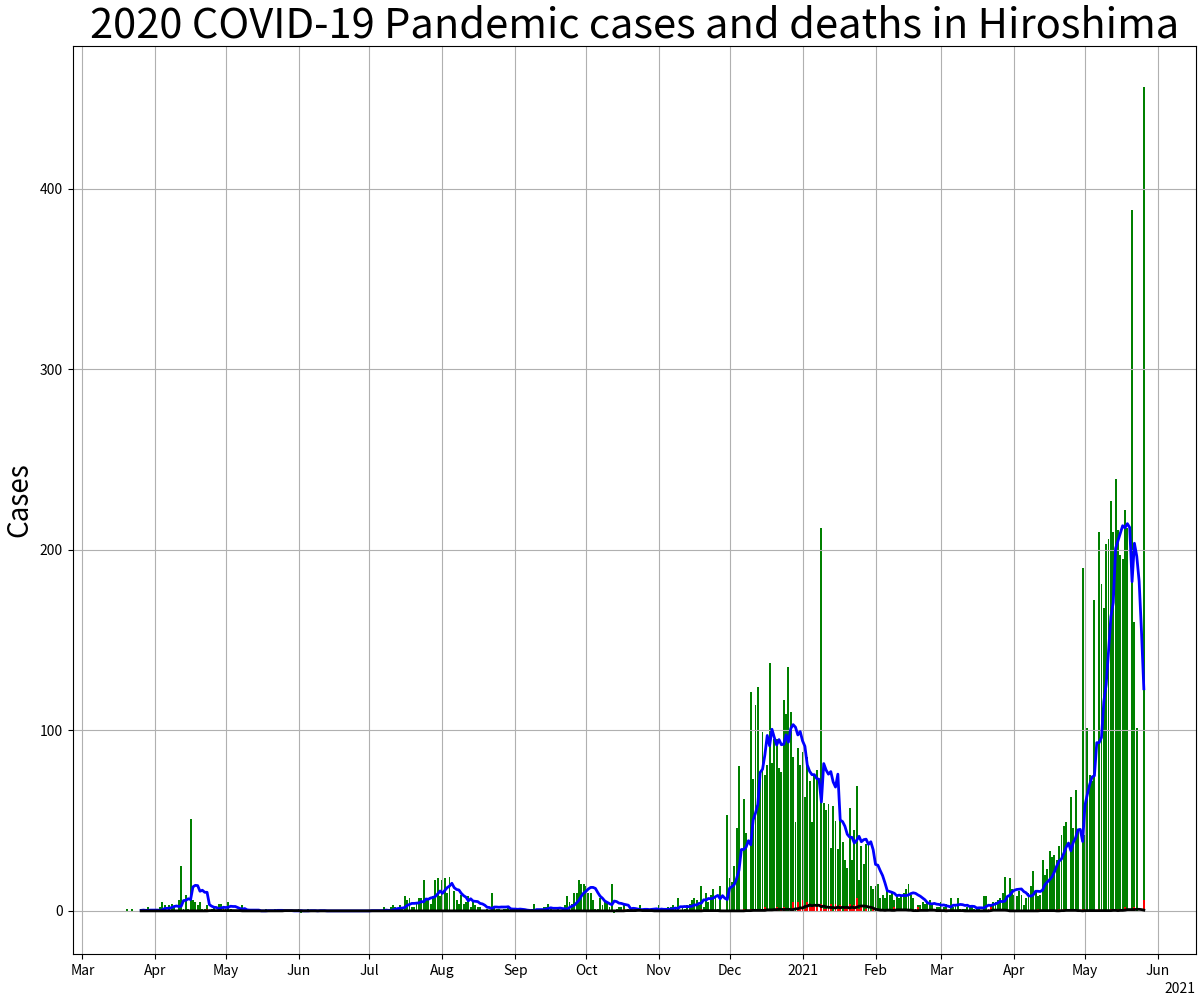 2020 COVID-19 Pandemic cases and deaths in Hiroshima
Cases
400
300
200
100
0
Mar Apr May Jun Jul Aug Sep Oct Nov Dec 2021 Feb Mar Apr May Jun
2021